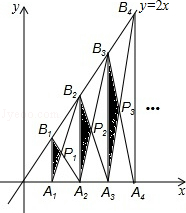 y
B₄
y=2x
B₃
B₂
B₁
P₁
P₂
P₃
...
A₁ A₂ A₃ A₄
x